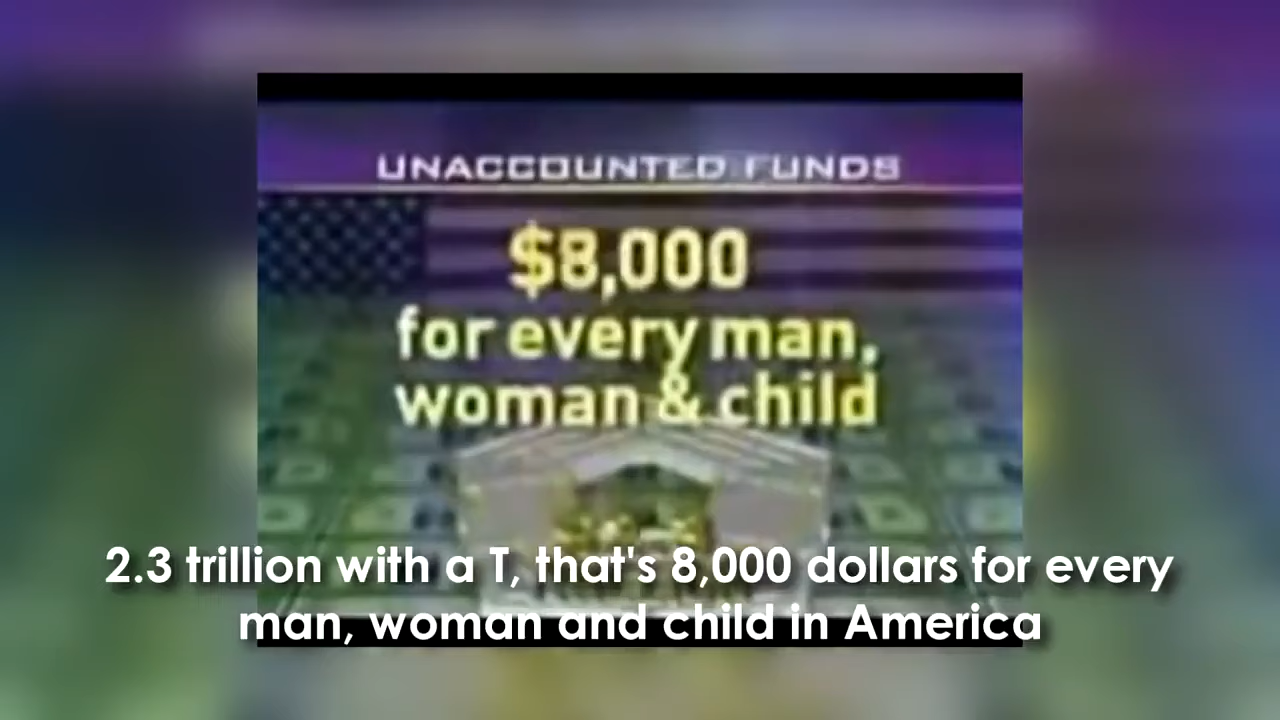 UNACCOUNTED FUNDS
$8,000
for every man,
woman & child
2.3 trillion with a T, that's 8,000 dollars for every
man, woman and child in America